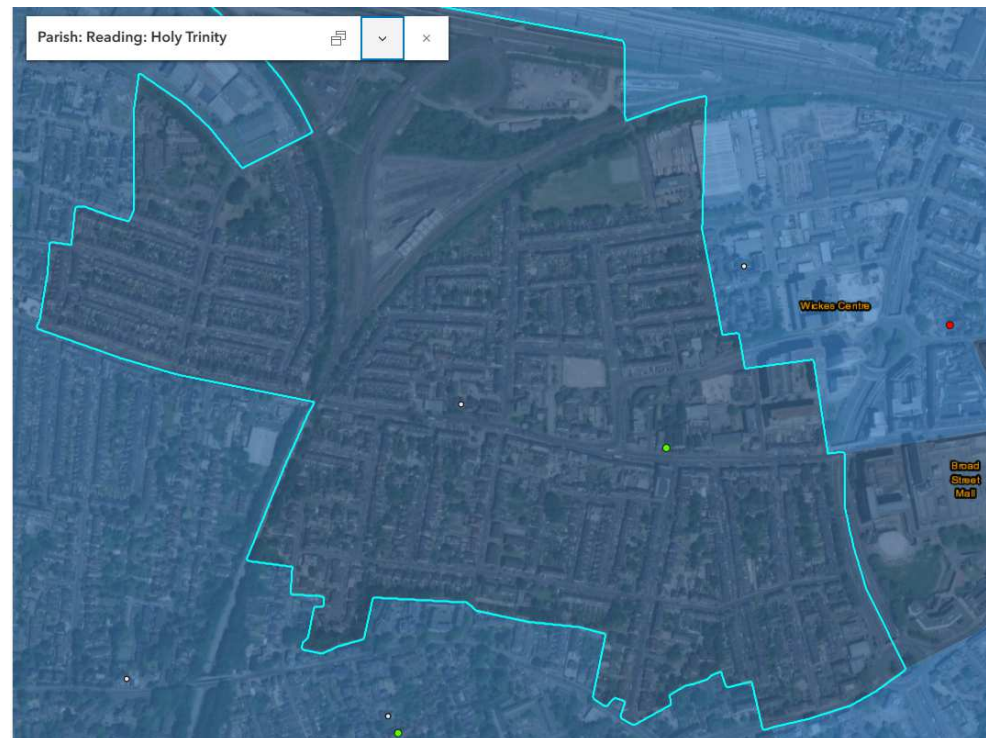 Parish: Reading: Holy Trinity
Wickes Centre
Broad
Street
Mall